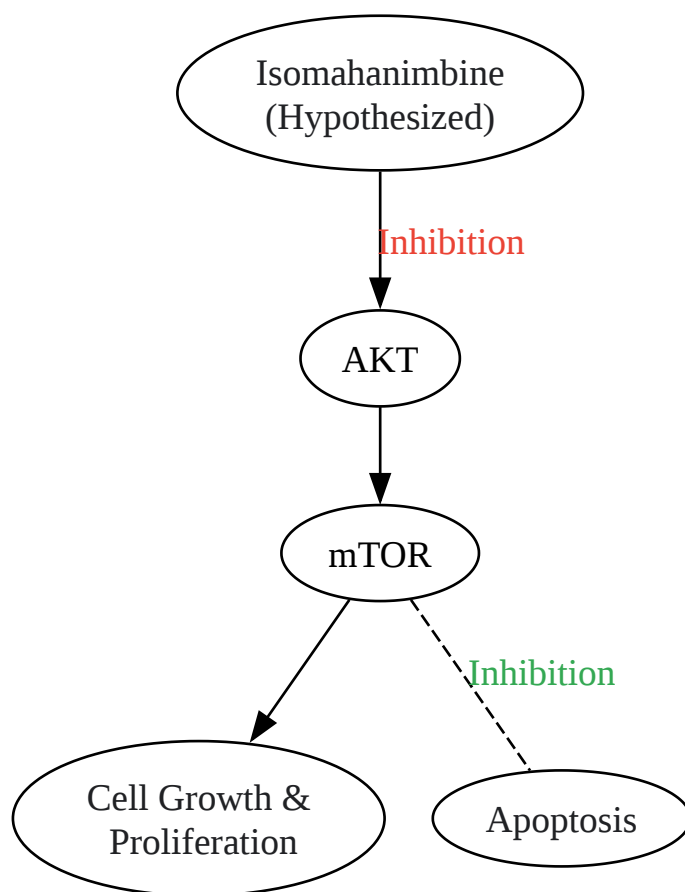 Isomahanimbine
(Hypothesized)
Inhibition
AKT
mTOR
Inhibition
Cell Growth &
Proliferation
Apoptosis